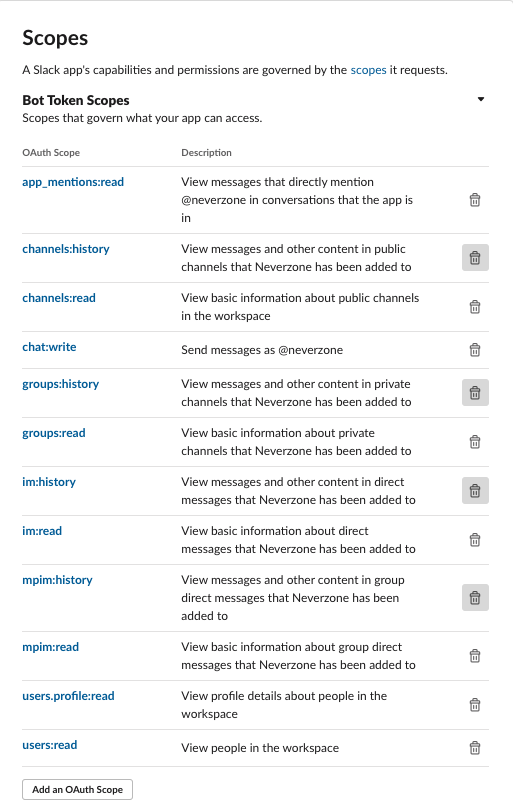 Scopes
A Slack app's capabilities and permissions are governed by the scopes it requests.
Bot Token Scopes
Scopes that govern what your app can access.
OAuth Scope Description
app_mentions:read View messages that directly mention
@neverzone in conversations that the app is
in
channels:history View messages and other content in public
channels that Neverzone has been added to
channels:read View basic information about public channels
in the workspace
chat:write Send messages as @neverzone
groups:history View messages and other content in private
channels that Neverzone has been added to
groups:read View basic information about private
channels that Neverzone has been added to
im:history View messages and other content in direct
messages that Neverzone has been added to
im:read View basic information about direct
messages that Neverzone has been added to
mpim:history View messages and other content in group
direct messages that Neverzone has been
added to
mpim:read View basic information about group direct
messages that Neverzone has been added to
users.profile:read View profile details about people in the
workspace
users:read View people in the workspace
Add an OAuth Scope